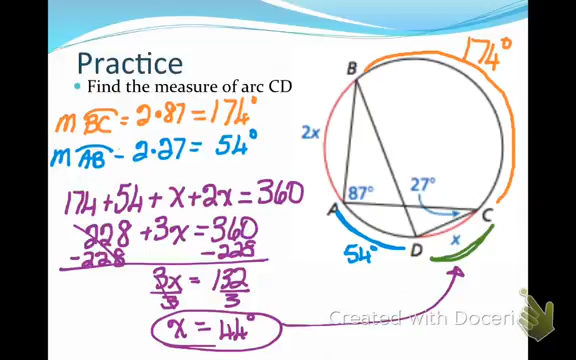 Practice
• Find the measure of arc CD
m BC = 2·87 = 174°
m AB - 2·27 = 54°
174 + 54 + x + 2x = 360
228 + 3x = 360
-228 -228
3x = 132
3 3
x = 44°
174°
B
2x
87°
27°
A
C
D
x
54°
Created with Doceri